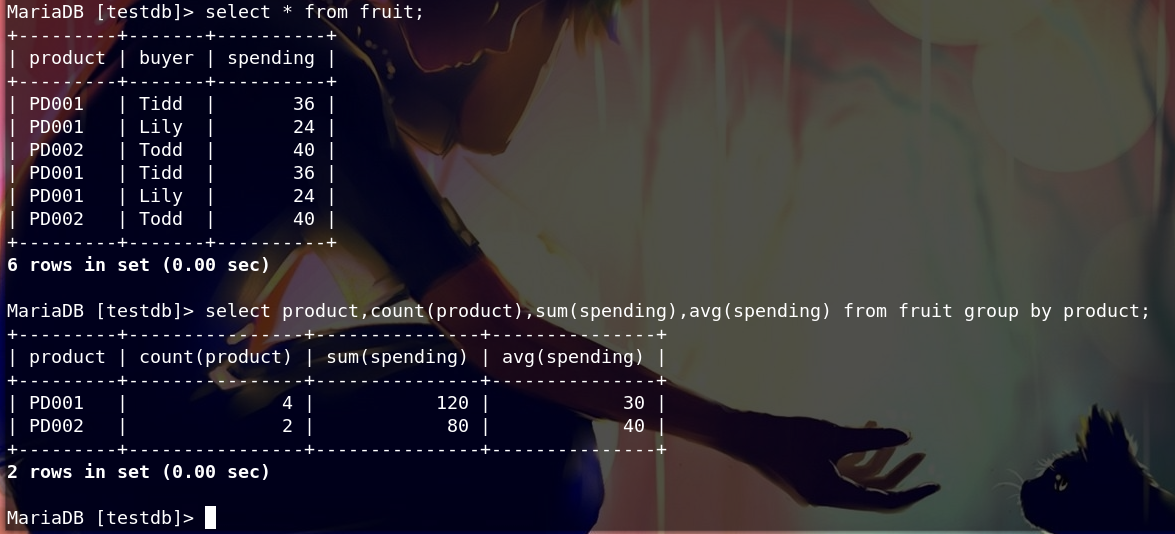 MariaDB [testdb]> select * from fruit;
+---------+-------+----------+
| product | buyer | spending |
+---------+-------+----------+
| PD001   | Tidd  |       36 |
| PD001   | Lily  |       24 |
| PD002   | Todd  |       40 |
| PD001   | Tidd  |       36 |
| PD001   | Lily  |       24 |
| PD002   | Todd  |       40 |
+---------+-------+----------+
6 rows in set (0.00 sec)
MariaDB [testdb]> select product,count(product),sum(spending),avg(spending) from fruit group by product;
+---------+----------------+---------------+---------------+
| product | count(product) | sum(spending) | avg(spending) |
+---------+----------------+---------------+---------------+
| PD001   |              4 |           120 |            30 |
| PD002   |              2 |            80 |            40 |
+---------+----------------+---------------+---------------+
2 rows in set (0.00 sec)
MariaDB [testdb]>